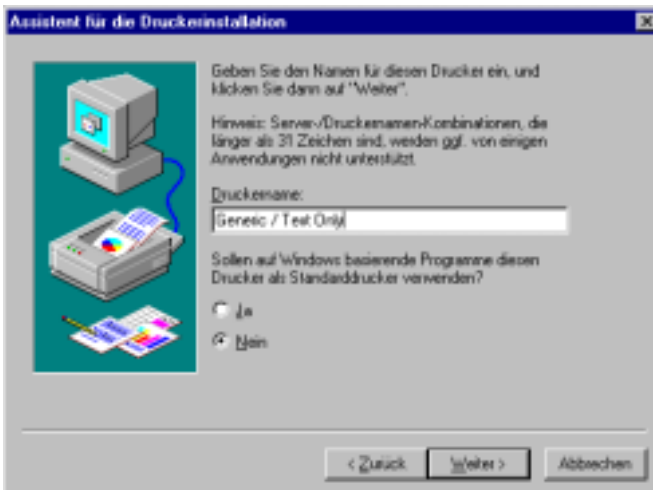 Assistent für die Druckerinstallation
Geben Sie den Namen für diesen Drucker ein, und
klicken Sie dann auf "Weiter".
Hinweis: Server-/Druckernamen-Kombinationen, die
länger als 31 Zeichen sind, werden ggf. von einigen
Anwendungen nicht unterstützt.
Druckername:
Generic / Text Only
Sollen auf Windows basierende Programme diesen
Drucker als Standarddrucker verwenden?
Ja
Nein
< Zurück Weiter > Abbrechen